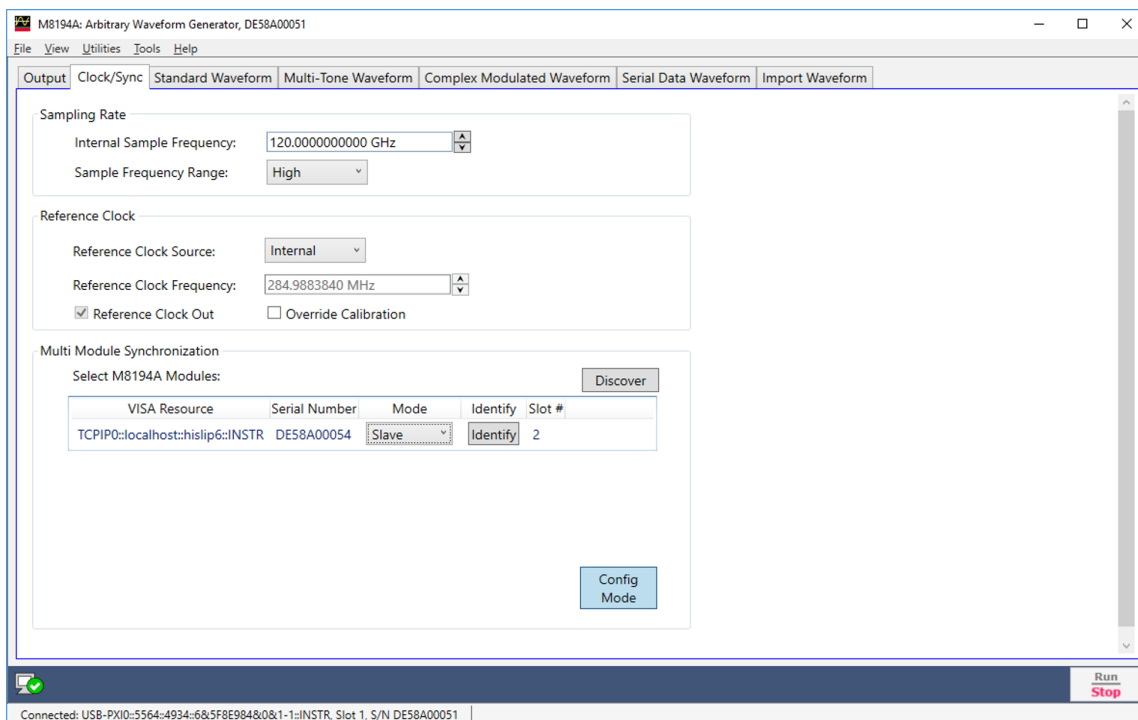 M8194A: Arbitrary Waveform Generator, DE58A00051
File View Utilities Tools Help
Output Clock/Sync Standard Waveform Multi-Tone Waveform Complex Modulated Waveform Serial Data Waveform Import Waveform
Sampling Rate
Internal Sample Frequency: 120.0000000000 GHz
Sample Frequency Range: High
Reference Clock
Reference Clock Source: Internal
Reference Clock Frequency: 284.9883840 MHz
Reference Clock Out Override Calibration
Multi Module Synchronization
Select M8194A Modules:
Discover
VISA Resource Serial Number Mode Identify Slot #
TCPIP0::localhost::hislip6::INSTR DE58A00054 Slave Identify 2
Config
Mode
Run
Stop
Connected: USB-PXI0::5564::4934::6&5F8E984&0&1-1::INSTR, Slot 1, S/N DE58A00051